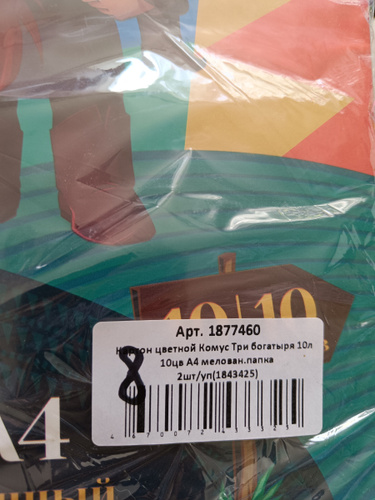 10 10
Арт. 1877460
Картон цветной Комус Три богатыря 10л
10цв А4 мелован.папка
2шт/уп(1843425)
8
А4